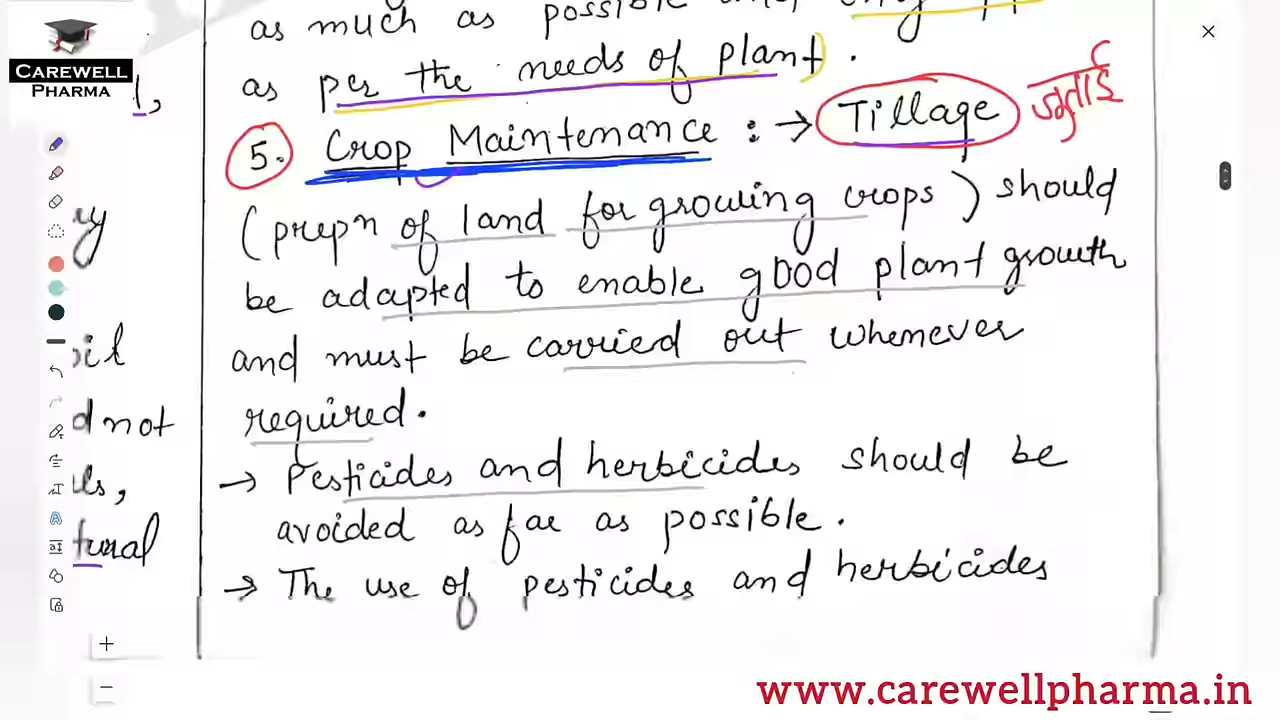 as much as possible
as per the needs of plant.
5. Crop Maintenance : → Tillage जुताई
(prepn of land for growing crops) should
be adapted to enable good plant growth
and must be carried out whenever
required.
→ Pesticides and herbicides should be
avoided as far as possible.
→ The use of pesticides and herbicides
d not
CAREWELL
PHARMA
www.carewellpharma.in